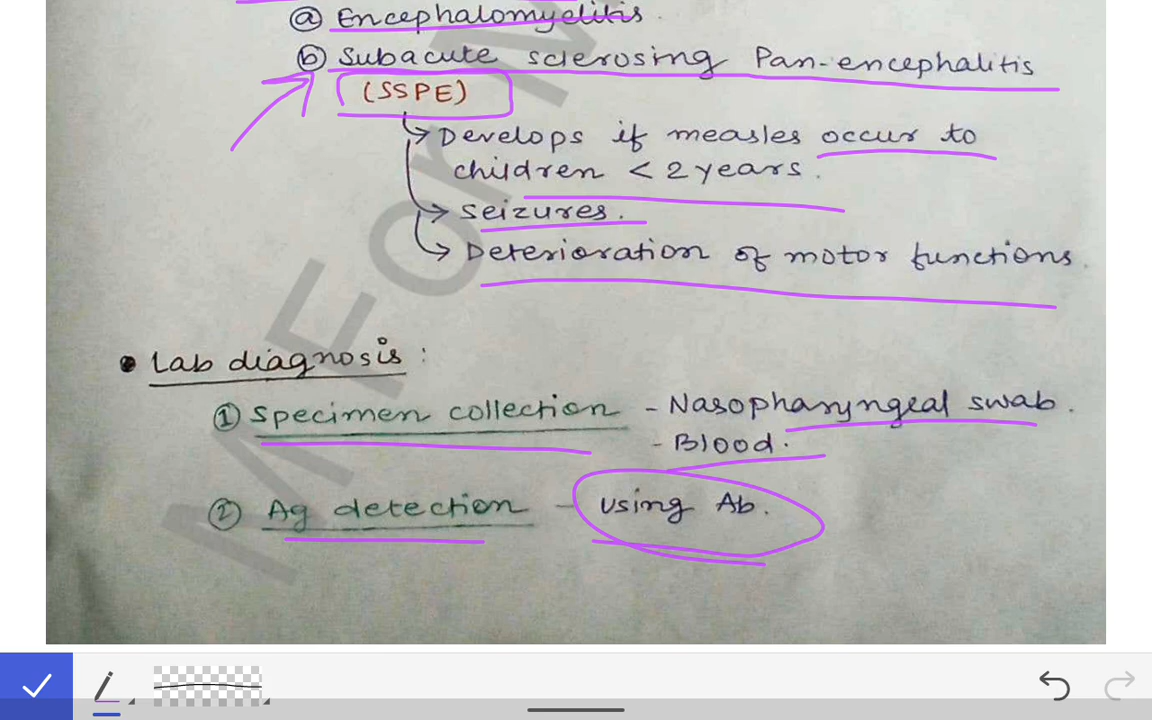 ⓐ Encephalomyelitis.
ⓑ Subacute sclerosing Pan-encephalitis
(SSPE)
→ Develops if measles occur to
children < 2 years.
→ Seizures.
→ Deterioration of motor functions.
• Lab diagnosis:
① Specimen collection - Nasopharyngeal swab.
- Blood.
② Ag detection - using Ab.